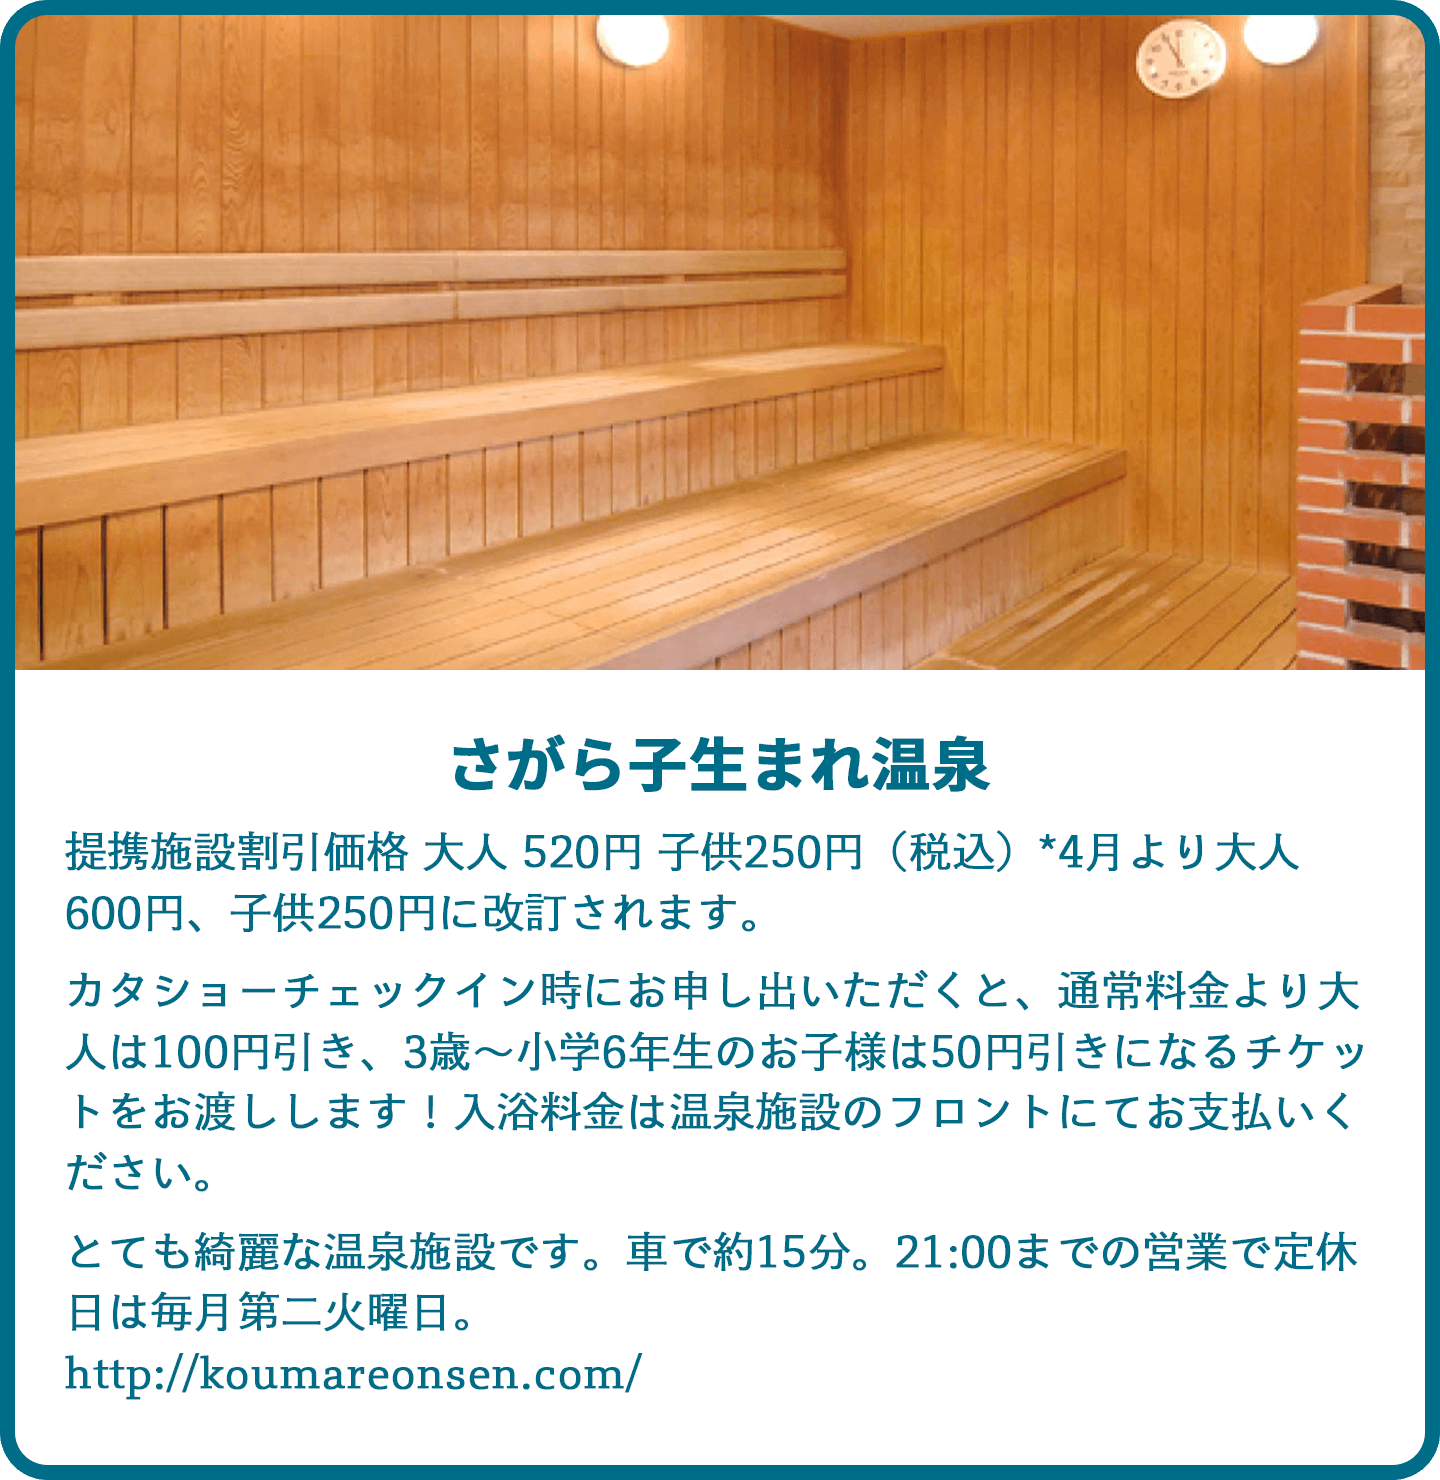 さがら子生まれ温泉
提携施設割引価格 大人 520円 子供250円（税込）*4月より大人
600円、子供250円に改訂されます。
カタショーチェックイン時にお申し出いただくと、通常料金より大
人は100円引き、3歳〜小学6年生のお子様は50円引きになるチケッ
トをお渡しします！入浴料金は温泉施設のフロントにてお支払いく
ださい。
とても綺麗な温泉施設です。車で約15分。21:00までの営業で定休
日は毎月第二火曜日。
http://koumareonsen.com/